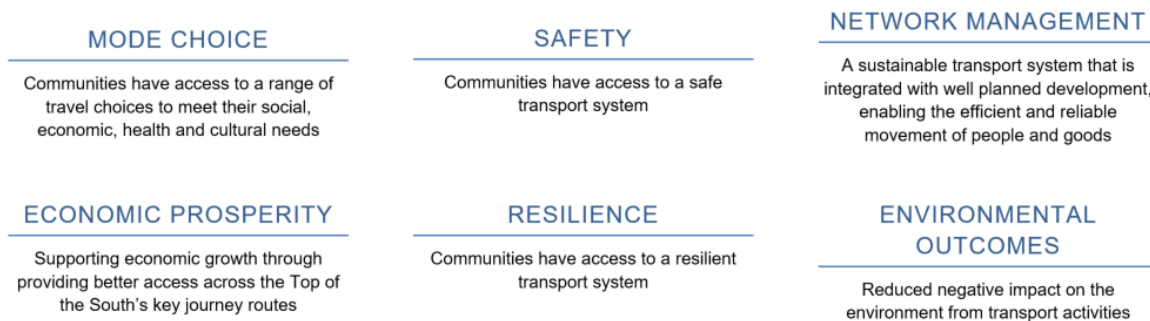 MODE CHOICE
Communities have access to a range of
travel choices to meet their social,
economic, health and cultural needs
SAFETY
Communities have access to a safe
transport system
NETWORK MANAGEMENT
A sustainable transport system that is
integrated with well planned development,
enabling the efficient and reliable
movement of people and goods
ECONOMIC PROSPERITY
Supporting economic growth through
providing better access across the Top of
the South's key journey routes
RESILIENCE
Communities have access to a resilient
transport system
ENVIRONMENTAL
OUTCOMES
Reduced negative impact on the
environment from transport activities